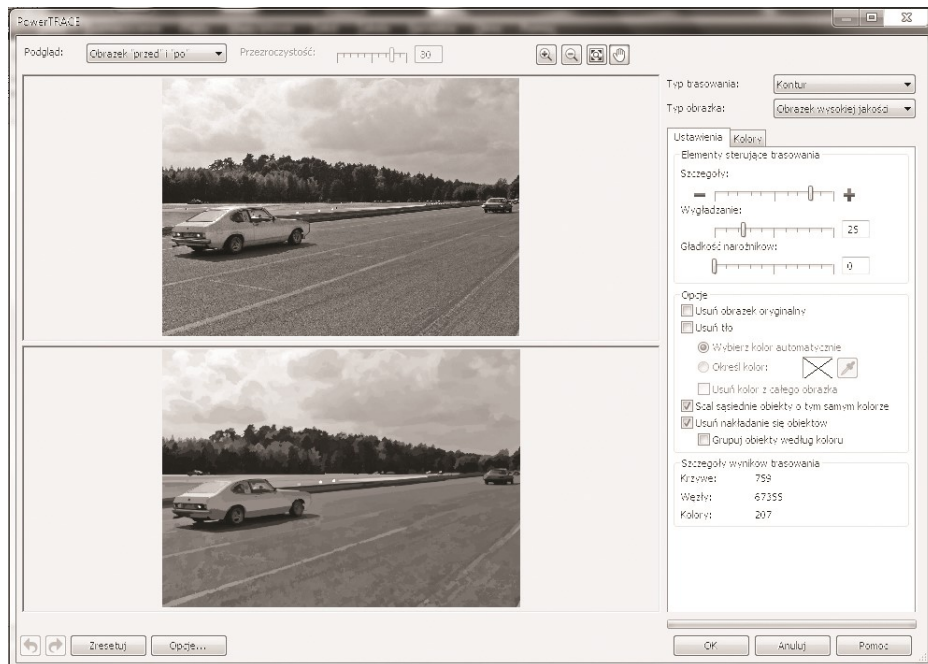 PowerTRACE
Podgląd: Obrazek "przed" i "po" Przezroczystość: 30
Typ trasowania: Kontur
Typ obrazka: Obrazek wysokiej jakości
Ustawienia Kolory
Elementy sterujące trasowania
Szczegóły:
Wygładzanie:
25
Gładkość narożników:
0
Opcje
Usuń obrazek oryginalny
Usuń tło
Wybierz kolor automatycznie
Określ kolor:
Usuń kolor z całego obrazka
Scal sąsiednie obiekty o tym samym kolorze
Usuń nakładanie się obiektów
Grupuj obiekty według koloru
Szczegóły wyników trasowania
Krzywe: 759
Węzły: 67355
Kolory: 207
Zresetuj Opcje... OK Anuluj Pomoc